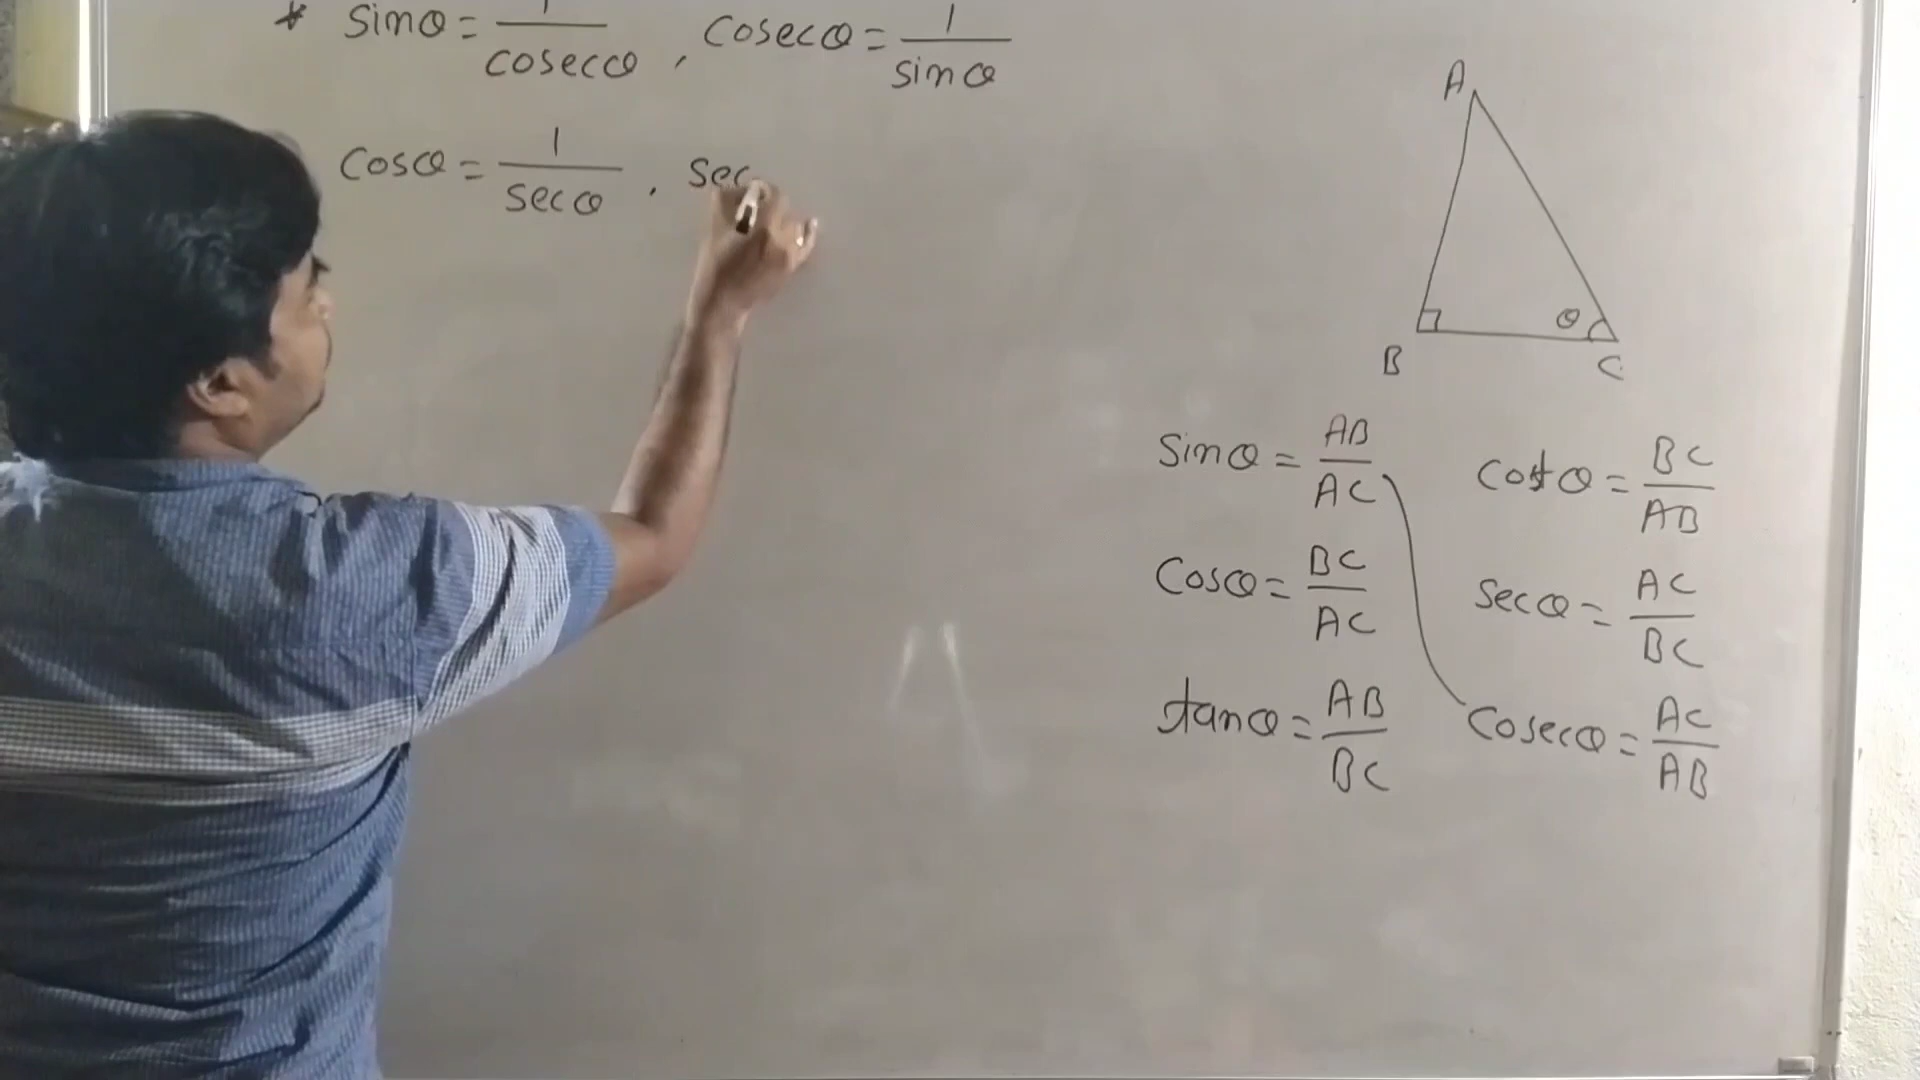 * sinθ = 1/cosecθ , cosecθ = 1/sinθ
cosθ = 1/secθ , sec
A
θ
B C
sinθ = AB/AC cotθ = BC/AB
cosθ = BC/AC secθ = AC/BC
tanθ = AB/BC cosecθ = AC/AB